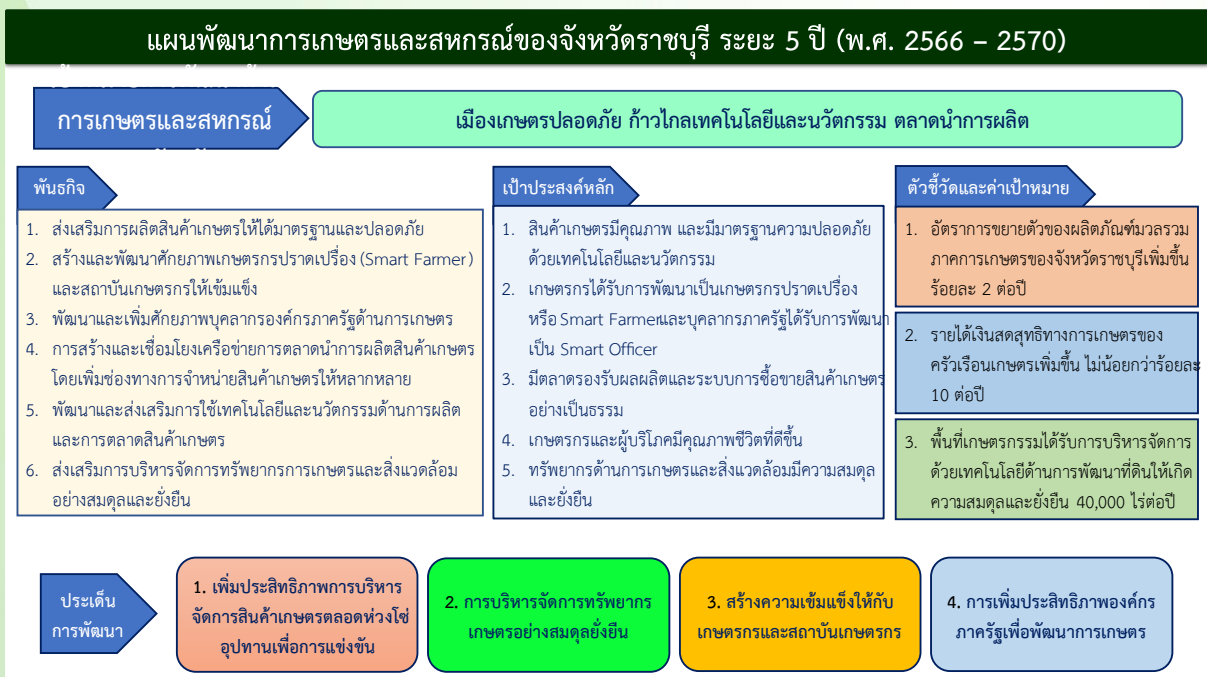 แผนพัฒนาการเกษตรและสหกรณ์ของจังหวัดราชบุรี ระยะ 5 ปี (พ.ศ. 2566 – 2570)
การเกษตรและสหกรณ์
เมืองเกษตรปลอดภัย ก้าวไกลเทคโนโลยีและนวัตกรรม ตลาดนำการผลิต
พันธกิจ
1. ส่งเสริมการผลิตสินค้าเกษตรให้ได้มาตรฐานและปลอดภัย
2. สร้างและพัฒนาศักยภาพเกษตรกรปราดเปรื่อง (Smart Farmer)
และสถาบันเกษตรกรให้เข้มแข็ง
3. พัฒนาและเพิ่มศักยภาพบุคลากรองค์กรภาครัฐด้านการเกษตร
4. การสร้างและเชื่อมโยงเครือข่ายการตลาดนำการผลิตสินค้าเกษตร
โดยเพิ่มช่องทางการจำหน่ายสินค้าเกษตรให้หลากหลาย
5. พัฒนาและส่งเสริมการใช้เทคโนโลยีและนวัตกรรมด้านการผลิต
และการตลาดสินค้าเกษตร
6. ส่งเสริมการบริหารจัดการทรัพยากรการเกษตรและสิ่งแวดล้อม
อย่างสมดุลและยั่งยืน
เป้าประสงค์หลัก
1. สินค้าเกษตรมีคุณภาพ และมีมาตรฐานความปลอดภัย
ด้วยเทคโนโลยีและนวัตกรรม
2. เกษตรกรได้รับการพัฒนาเป็นเกษตรกรปราดเปรื่อง
หรือ Smart Farmerและบุคลากรภาครัฐได้รับการพัฒนา
เป็น Smart Officer
3. มีตลาดรองรับผลผลิตและระบบการซื้อขายสินค้าเกษตร
อย่างเป็นธรรม
4. เกษตรกรและผู้บริโภคมีคุณภาพชีวิตที่ดีขึ้น
5. ทรัพยากรด้านการเกษตรและสิ่งแวดล้อมมีความสมดุล
และยั่งยืน
ตัวชี้วัดและค่าเป้าหมาย
1. อัตราการขยายตัวของผลิตภัณฑ์มวลรวม
ภาคการเกษตรของจังหวัดราชบุรีเพิ่มขึ้น
ร้อยละ 2 ต่อปี
2. รายได้เงินสดสุทธิทางการเกษตรของ
ครัวเรือนเกษตรเพิ่มขึ้น ไม่น้อยกว่าร้อยละ
10 ต่อปี
3. พื้นที่เกษตรกรรมได้รับการบริหารจัดการ
ด้วยเทคโนโลยีด้านการพัฒนาที่ดินให้เกิด
ความสมดุลและยั่งยืน 40,000 ไร่ต่อปี
ประเด็น
การพัฒนา
1. เพิ่มประสิทธิภาพการบริหาร
จัดการสินค้าเกษตรตลอดห่วงโซ่
อุปทานเพื่อการแข่งขัน
2. การบริหารจัดการทรัพยากร
เกษตรอย่างสมดุลยั่งยืน
3. สร้างความเข้มแข็งให้กับ
เกษตรกรและสถาบันเกษตรกร
4. การเพิ่มประสิทธิภาพองค์กร
ภาครัฐเพื่อพัฒนาการเกษตร